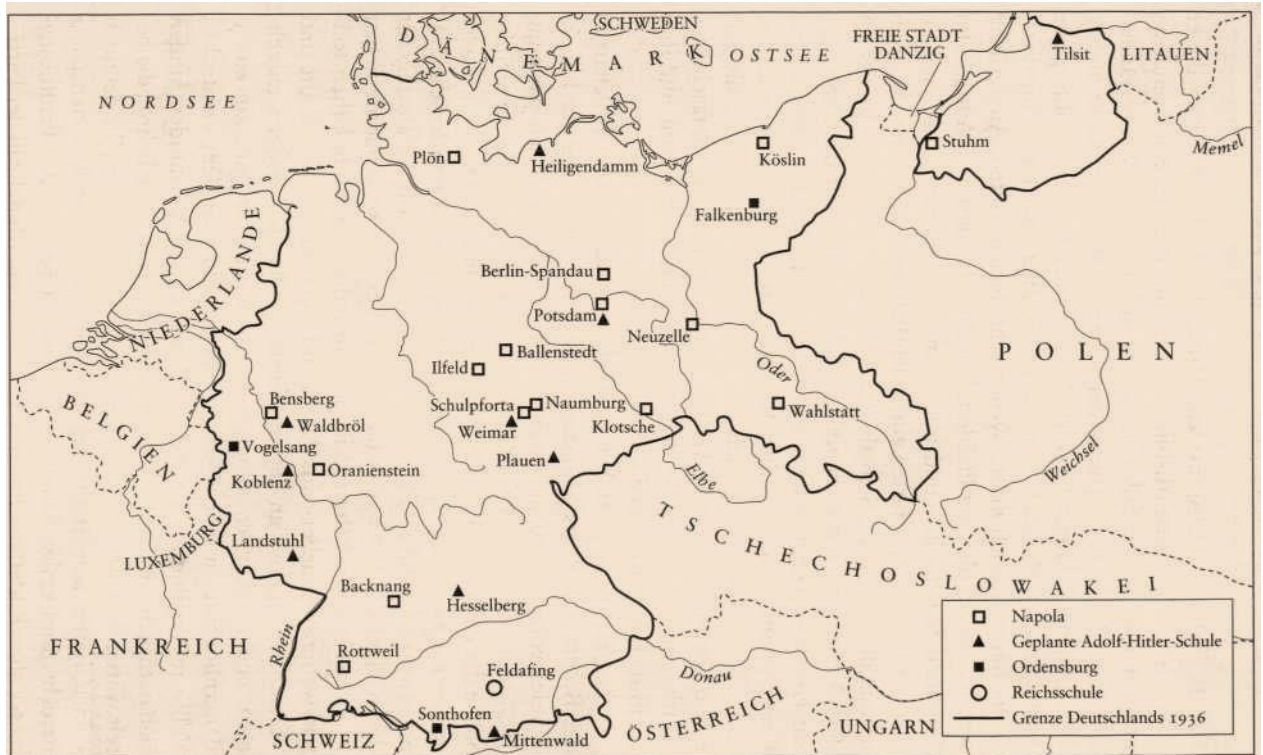 SCHWEDEN
DÄNEMARK
OSTSEE
FREIE STADT
DANZIG
Tilsit
LITAUEN
NORDSEE
Memel
Plön
Heiligendamm
Köslin
Stuhm
Falkenburg
NIEDERLANDE
Berlin-Spandau
Potsdam
Neuzelle
POLEN
Ballenstedt
Ilfeld
Oder
BELGIEN
Bensberg
Waldbröl
Schulpforta
Naumburg
Weimar
Klotsche
Wahlstatt
Vogelsang
Koblenz
Oranienstein
Plauen
Elbe
Weichsel
TSCHECHOSLOWAKEI
LUXEMBURG
Landstuhl
Backnang
Hesselberg
FRANKREICH
Rhein
Rottweil
Feldafing
Donau
Sonthofen
Mittenwald
SCHWEIZ
ÖSTERREICH
UNGARN
Napola
Geplante Adolf-Hitler-Schule
Ordensburg
Reichsschule
Grenze Deutschlands 1936